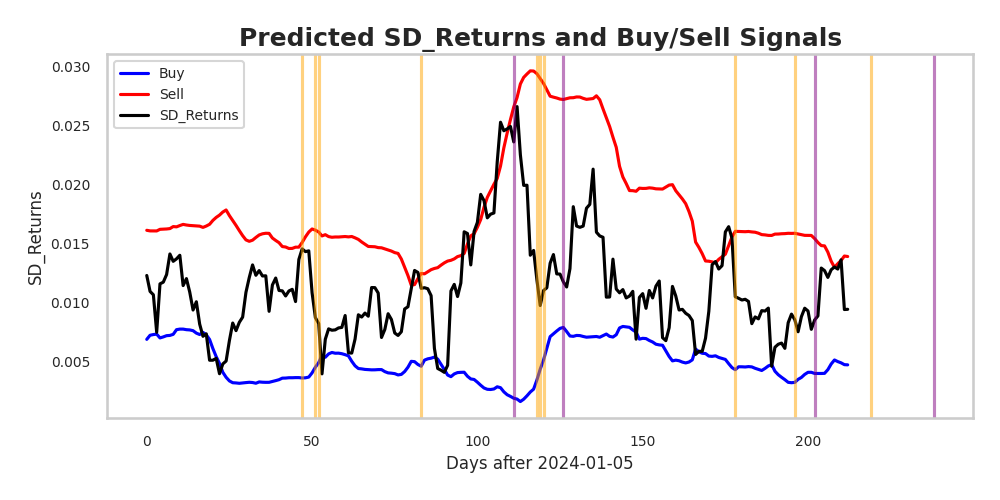 Predicted SD_Returns and Buy/Sell Signals
Buy
Sell
SD_Returns
0.030
0.025
0.020
0.015
0.010
0.005
SD_Returns
0
50
100
150
200
Days after 2024-01-05